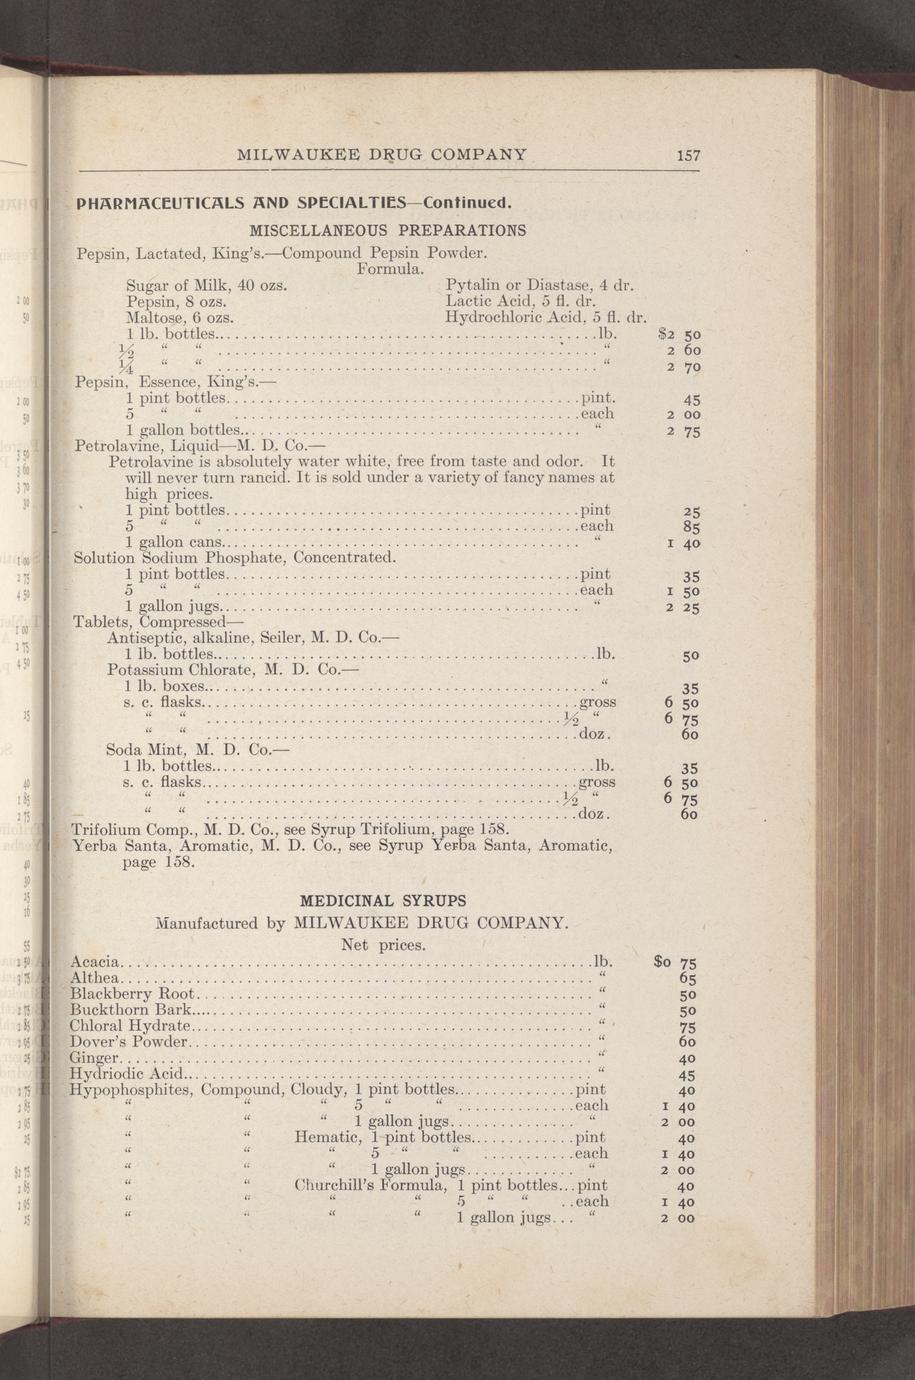 MILWAUKEE DRUG COMPANY 157
PHARMACEUTICALS AND SPECIALTIES—Continued.
MISCELLANEOUS PREPARATIONS
Pepsin, Lactated, King's.—Compound Pepsin Powder.
Formula.
Sugar of Milk, 40 ozs. Pytalin or Diastase, 4 dr.
Pepsin, 8 ozs. Lactic Acid, 5 fl. dr.
Maltose, 6 ozs. Hydrochloric Acid, 5 fl. dr.
1 lb. bottles..........lb. $2 50
½ “ “ .......... “ 2 60
¼ “ “ .......... “ 2 70
Pepsin, Essence, King's.—
1 pint bottles..........pint. 45
5 “ “ ..........each 2 00
1 gallon bottles.......... “ 2 75
Petrolavine, Liquid—M. D. Co.—
Petrolavine is absolutely water white, free from taste and odor. It
will never turn rancid. It is sold under a variety of fancy names at
high prices.
1 pint bottles..........pint 25
5 “ “ ..........each 85
1 gallon cans.......... “ 1 40
Solution Sodium Phosphate, Concentrated.
1 pint bottles..........pint 35
5 “ “ ..........each 1 50
1 gallon jugs.......... “ 2 25
Tablets, Compressed—
Antiseptic, alkaline, Seiler, M. D. Co.—
1 lb. bottles..........lb. 50
Potassium Chlorate, M. D. Co.—
1 lb. boxes.......... “ 35
s. c. flasks..........gross 6 50
“ “ ..........½ “ 6 75
“ “ ..........doz. 60
Soda Mint, M. D. Co.—
1 lb. bottles..........lb. 35
s. c. flasks..........gross 6 50
“ “ ..........½ “ 6 75
“ “ ..........doz. 60
Trifolium Comp., M. D. Co., see Syrup Trifolium, page 158.
Yerba Santa, Aromatic, M. D. Co., see Syrup Yerba Santa, Aromatic,
page 158.
MEDICINAL SYRUPS
Manufactured by MILWAUKEE DRUG COMPANY.
Net prices.
Acacia..........lb. $0 75
Althea.......... “ 65
Blackberry Root.......... “ 50
Buckthorn Bark.......... “ 50
Chloral Hydrate.......... “ 75
Dover's Powder.......... “ 60
Ginger.......... “ 40
Hydriodic Acid.......... “ 45
Hypophosphites, Compound, Cloudy, 1 pint bottles..........pint 40
“ “ “ 5 “ “ ..........each 1 40
“ “ “ 1 gallon jugs.......... “ 2 00
“ “ Hematic, 1 pint bottles..........pint 40
“ “ “ 5 “ “ ..........each 1 40
“ “ “ 1 gallon jugs.......... “ 2 00
“ “ Churchill's Formula, 1 pint bottles...pint 40
“ “ “ “ 5 “ “ ..each 1 40
“ “ “ “ 1 gallon jugs... “ 2 00